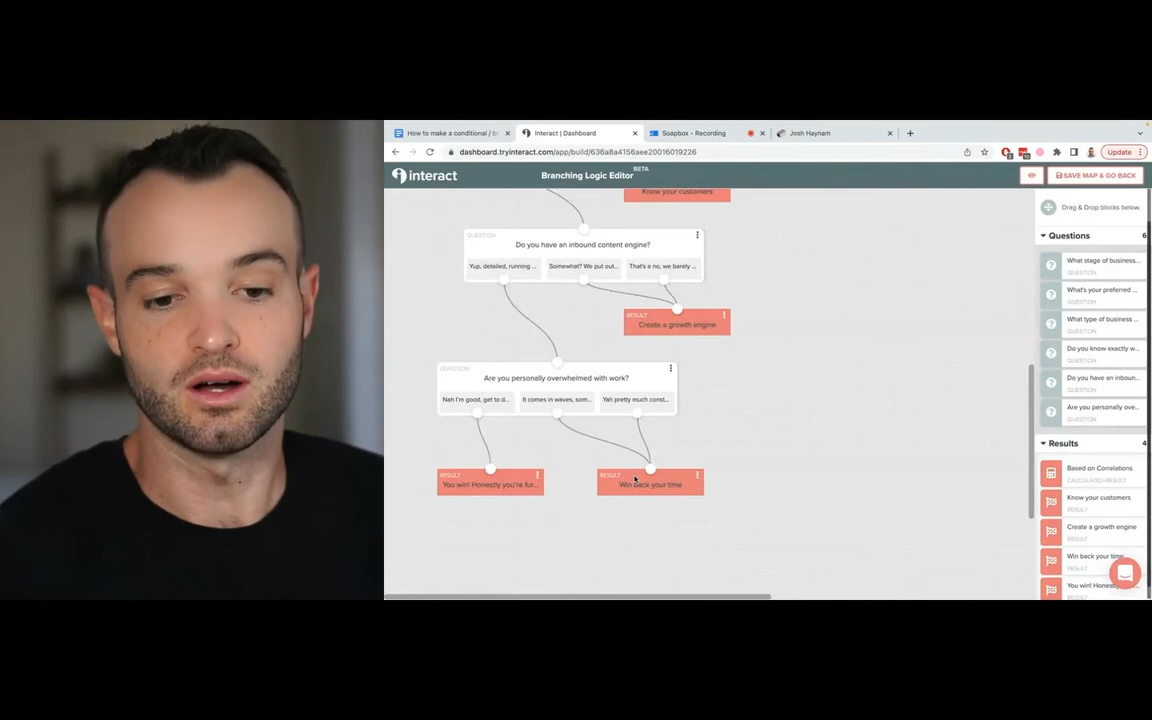 How to make a conditional / b
Interact | Dashboard
Soapbox - Recording
Josh Haynam
dashboard.tryinteract.com/app/build/636a8a4156aee20016019226
Update
interact
Branching Logic Editor
BETA
SAVE MAP & GO BACK
Know your customers
QUESTION
Do you have an inbound content engine?
Yup, detailed, running ...
Somewhat? We put out...
That's a no, we barely ...
RESULT
Create a growth engine
QUESTION
Are you personally overwhelmed with work?
Nah I'm good, get to d...
It comes in waves, som...
Yah pretty much const...
RESULT
You win! Honestly you're fur...
RESULT
Win back your time
Drag & Drop blocks below.
Questions
6
What stage of business...
QUESTION
What's your preferred ...
QUESTION
What type of business ...
QUESTION
Do you know exactly w...
QUESTION
Do you have an inboun...
QUESTION
Are you personally ove...
QUESTION
Results
4
Based on Correlations
CALCULATED-RESULT
Know your customers
RESULT
Create a growth engine
RESULT
Win back your time
RESULT
You win! Honestly
RESULT